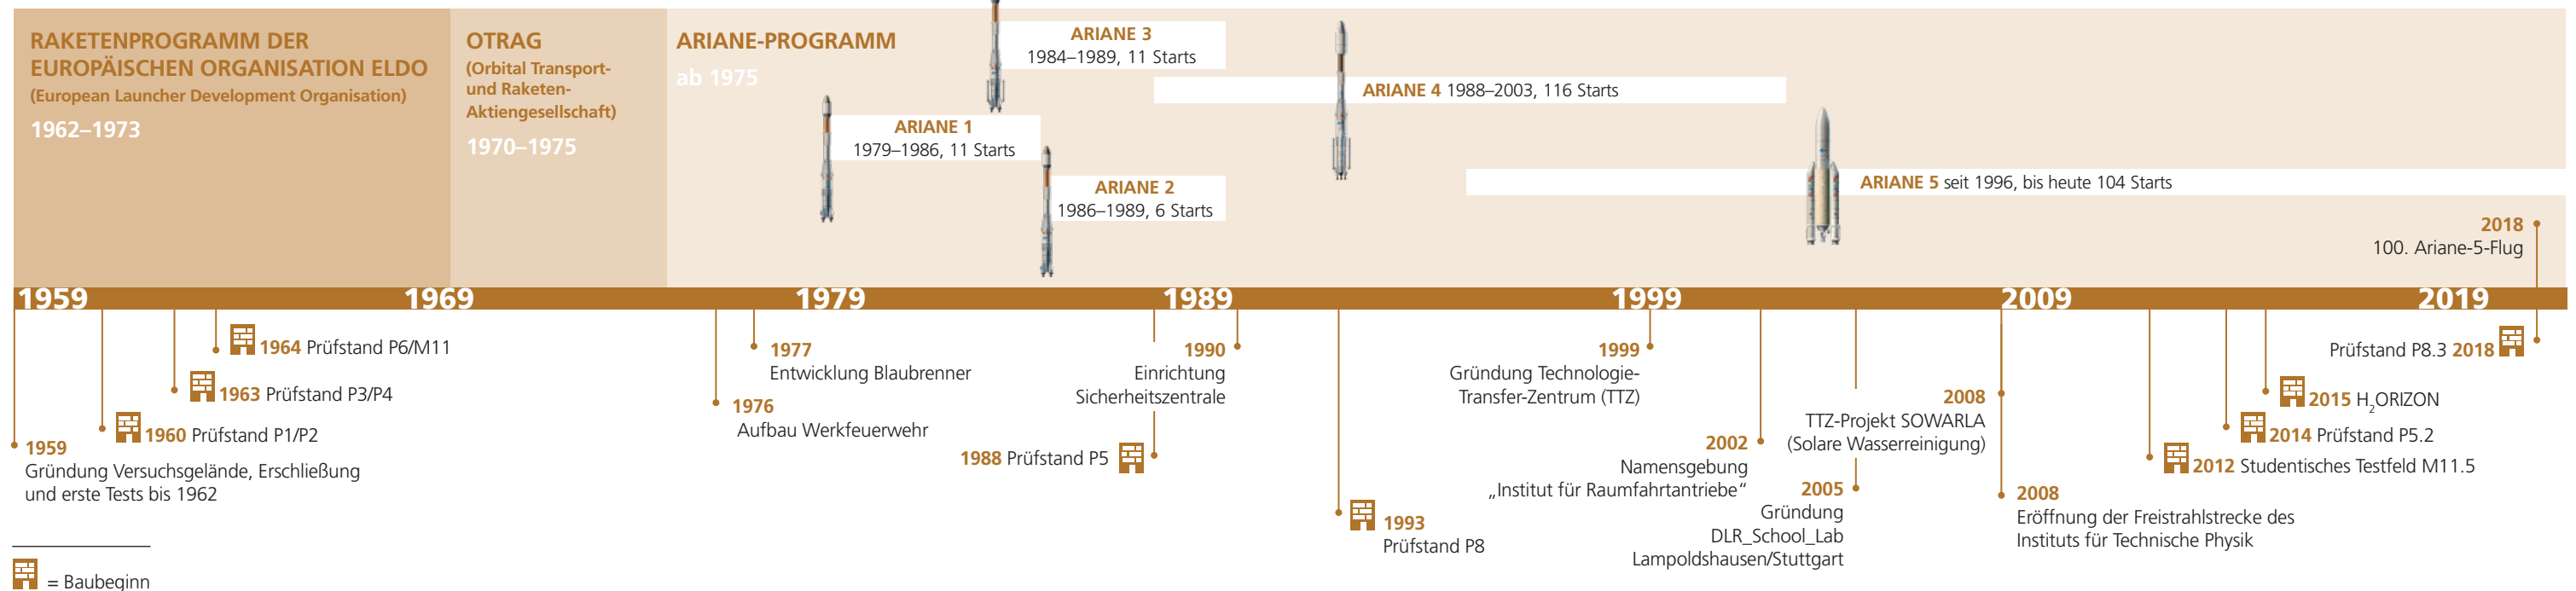 RAKETENPROGRAMM DER
EUROPÄISCHEN ORGANISATION ELDO
(European Launcher Development Organisation)
1962–1973
OTRAG
(Orbital Transport-
und Raketen-
Aktiengesellschaft)
1970–1975
ARIANE-PROGRAMM
ab 1975
ARIANE 3
1984–1989, 11 Starts
ARIANE 4 1988–2003, 116 Starts
ARIANE 1
1979–1986, 11 Starts
ARIANE 2
1986–1989, 6 Starts
ARIANE 5 seit 1996, bis heute 104 Starts
2018
100. Ariane-5-Flug
1959 1969 1979 1989 1999 2009 2019
1964 Prüfstand P6/M11
1963 Prüfstand P3/P4
1960 Prüfstand P1/P2
1959
Gründung Versuchsgelände, Erschließung
und erste Tests bis 1962
1977
Entwicklung Blaubrenner
1976
Aufbau Werkfeuerwehr
1990
Einrichtung
Sicherheitszentrale
1988 Prüfstand P5
1993
Prüfstand P8
1999
Gründung Technologie-
Transfer-Zentrum (TTZ)
2002
Namensgebung
„Institut für Raumfahrtantriebe“
2005
Gründung
DLR_School_Lab
Lampoldshausen/Stuttgart
2008
TTZ-Projekt SOWARLA
(Solare Wasserreinigung)
2008
Eröffnung der Freistrahlstrecke des
Instituts für Technische Physik
Prüfstand P8.3 2018
2015 H₂ORIZON
2014 Prüfstand P5.2
2012 Studentisches Testfeld M11.5
= Baubeginn